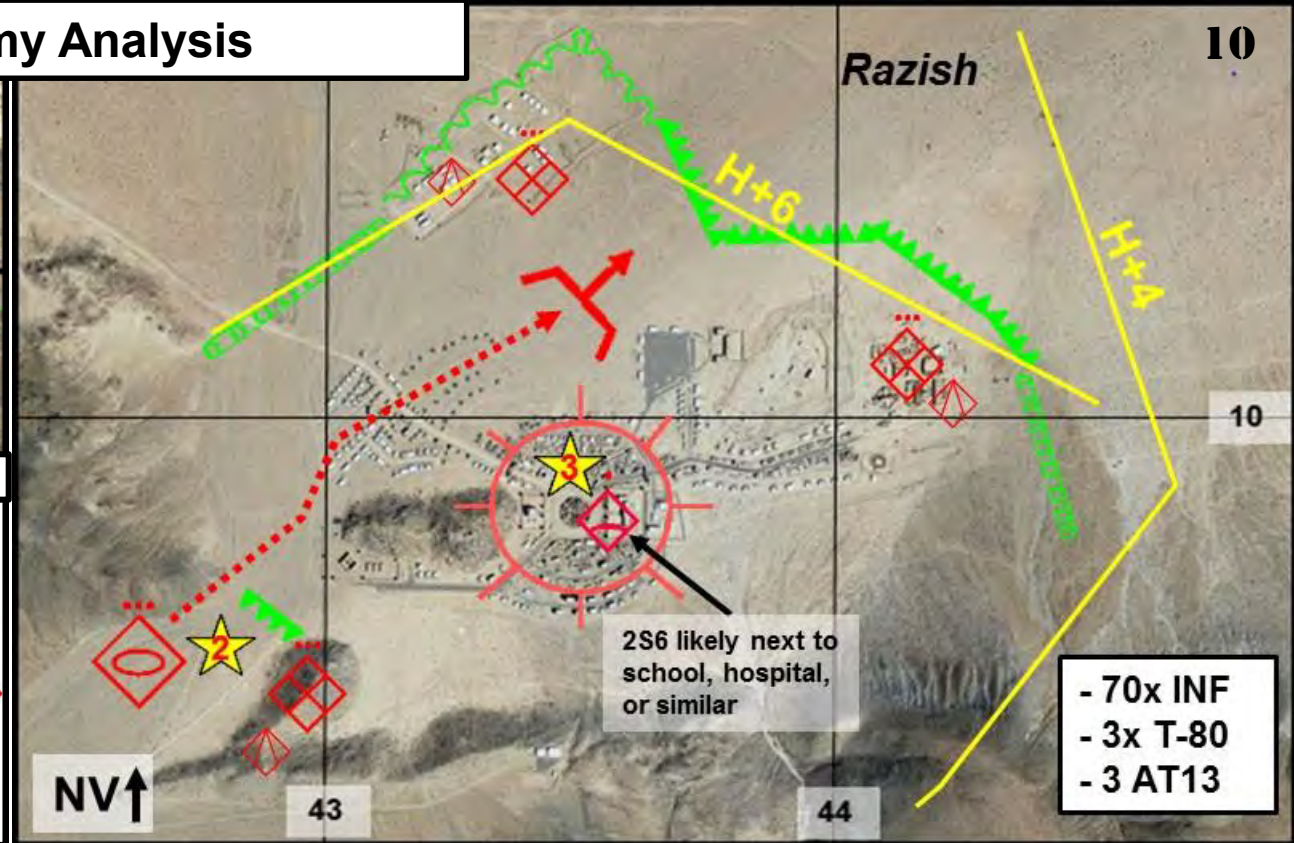 my Analysis
10
Razish
H+6
H+4
10
3
2
2S6 likely next to
school, hospital,
or similar
- 70x INF
- 3x T-80
- 3 AT13
NV
43
44